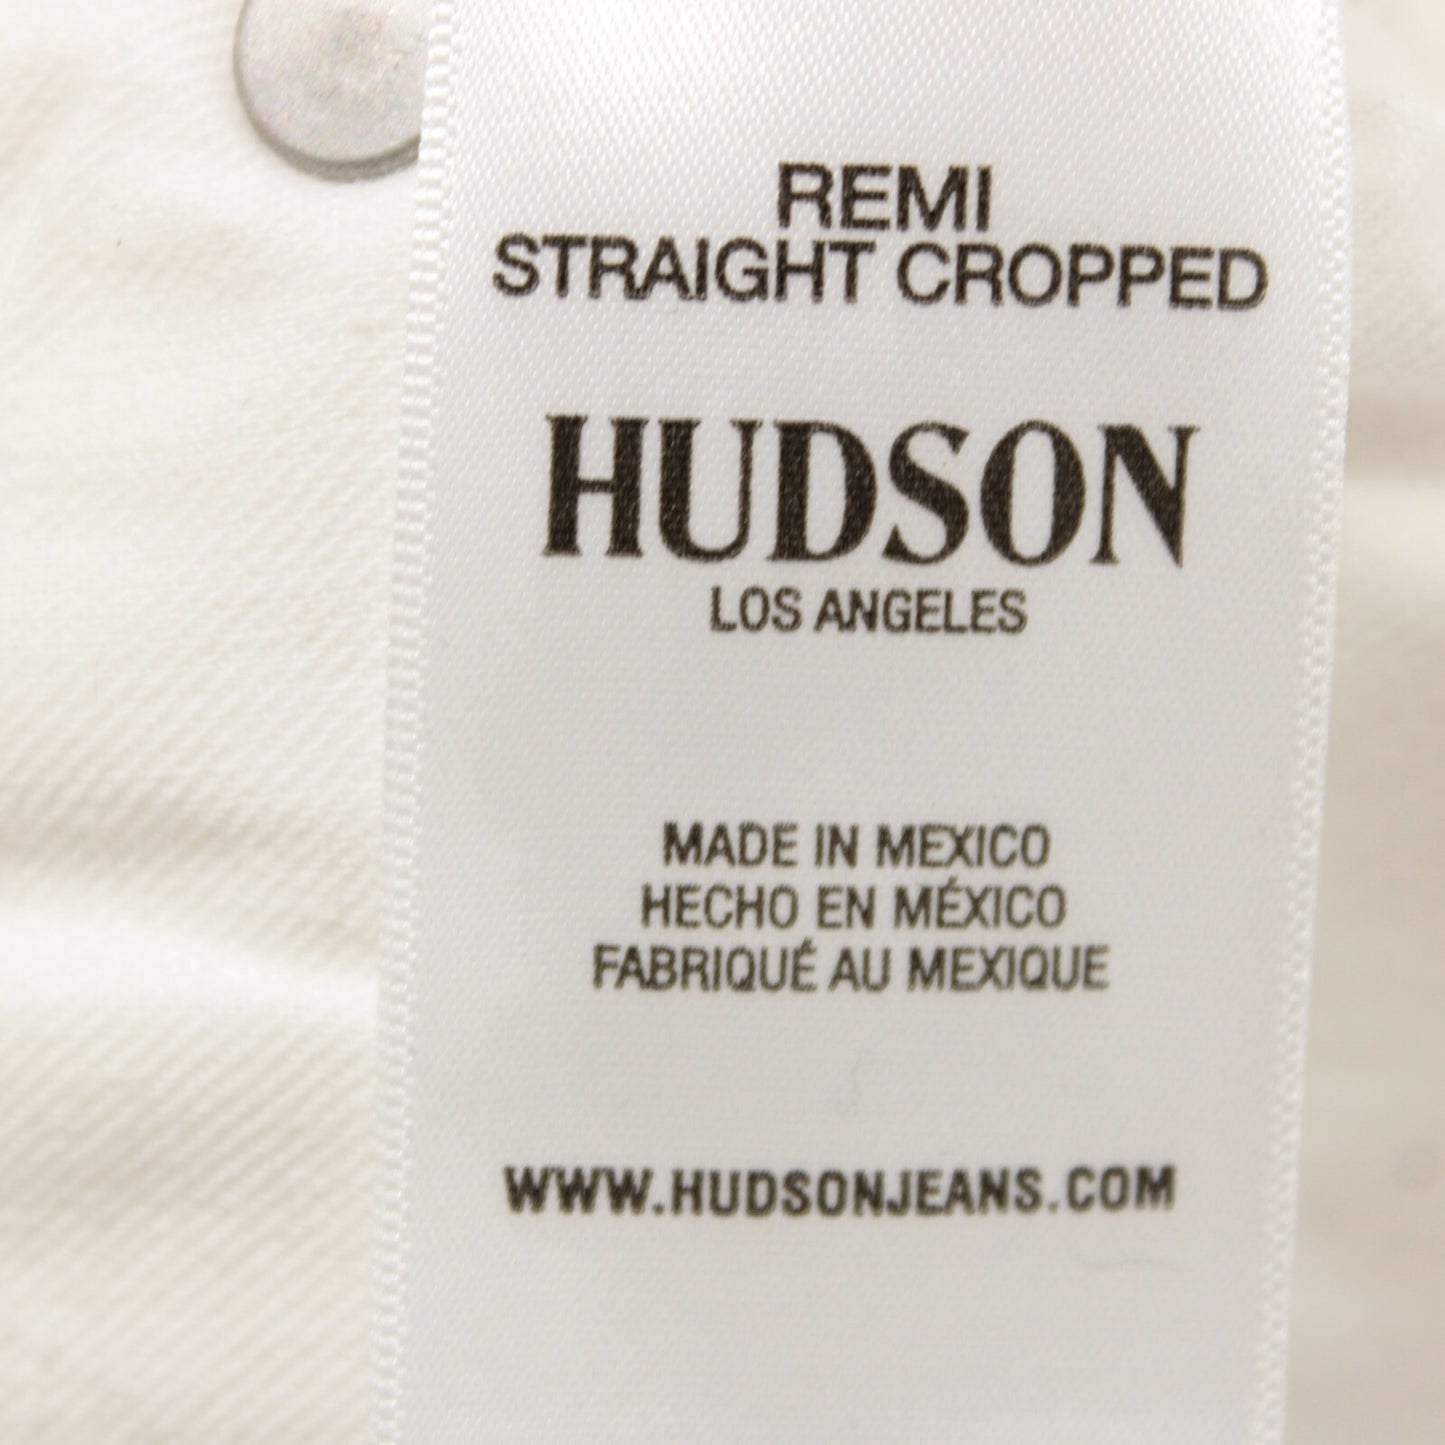 REMI
STRAIGHT CROPPED
HUDSON
LOS ANGELES
MADE IN MEXICO
HECHO EN MÉXICO
FABRIQUÉ AU MEXIQUE
WWW.HUDSONJEANS.COM